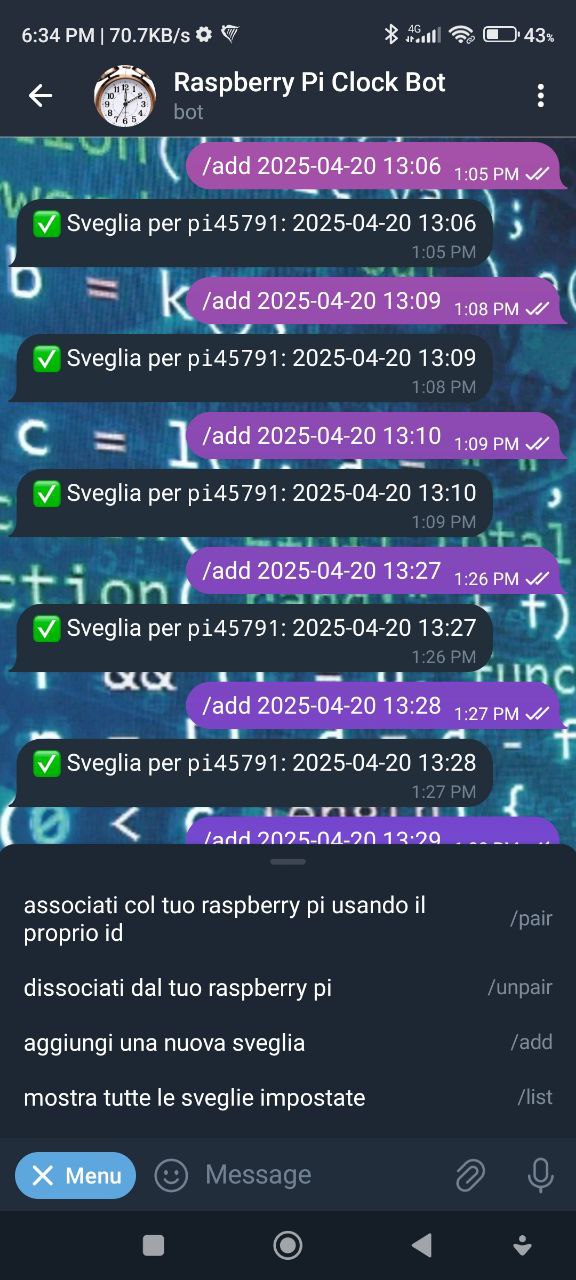 6:34 PM | 70.7KB/s
4G
43%
Raspberry Pi Clock Bot
bot
/add 2025-04-20 13:06 1:05 PM
✅ Sveglia per pi45791: 2025-04-20 13:06
1:05 PM
/add 2025-04-20 13:09 1:08 PM
✅ Sveglia per pi45791: 2025-04-20 13:09
1:08 PM
/add 2025-04-20 13:10 1:09 PM
✅ Sveglia per pi45791: 2025-04-20 13:10
1:09 PM
/add 2025-04-20 13:27 1:26 PM
✅ Sveglia per pi45791: 2025-04-20 13:27
1:26 PM
/add 2025-04-20 13:28 1:27 PM
✅ Sveglia per pi45791: 2025-04-20 13:28
1:27 PM
/add 2025-04-20 13:29
associati col tuo raspberry pi usando il
proprio id
/pair
dissociati dal tuo raspberry pi /unpair
aggiungi una nuova sveglia /add
mostra tutte le sveglie impostate /list
Menu
Message